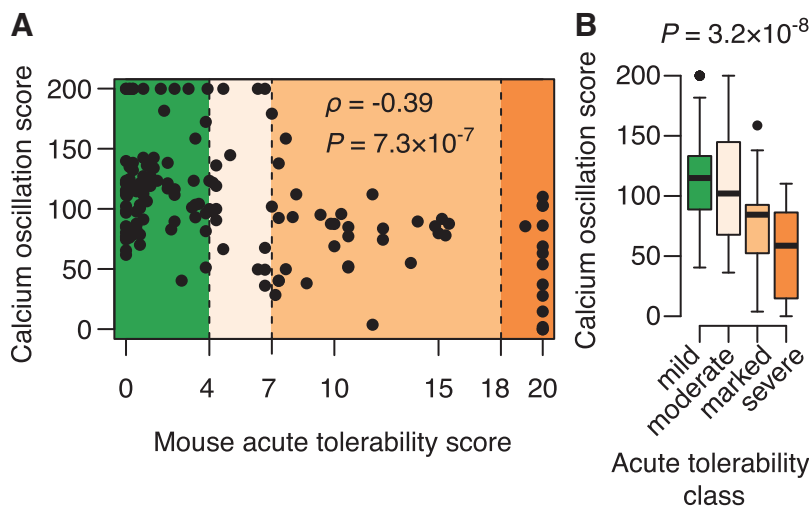 A
Calcium oscillation score
200
150
100
50
0
ρ = -0.39
P = 7.3×10-7
0 4 7 10 15 18 20
Mouse acute tolerability score
B
P = 3.2×10-8
Calcium oscillation score
200
150
100
50
0
mild
moderate
marked
severe
Acute tolerability
class